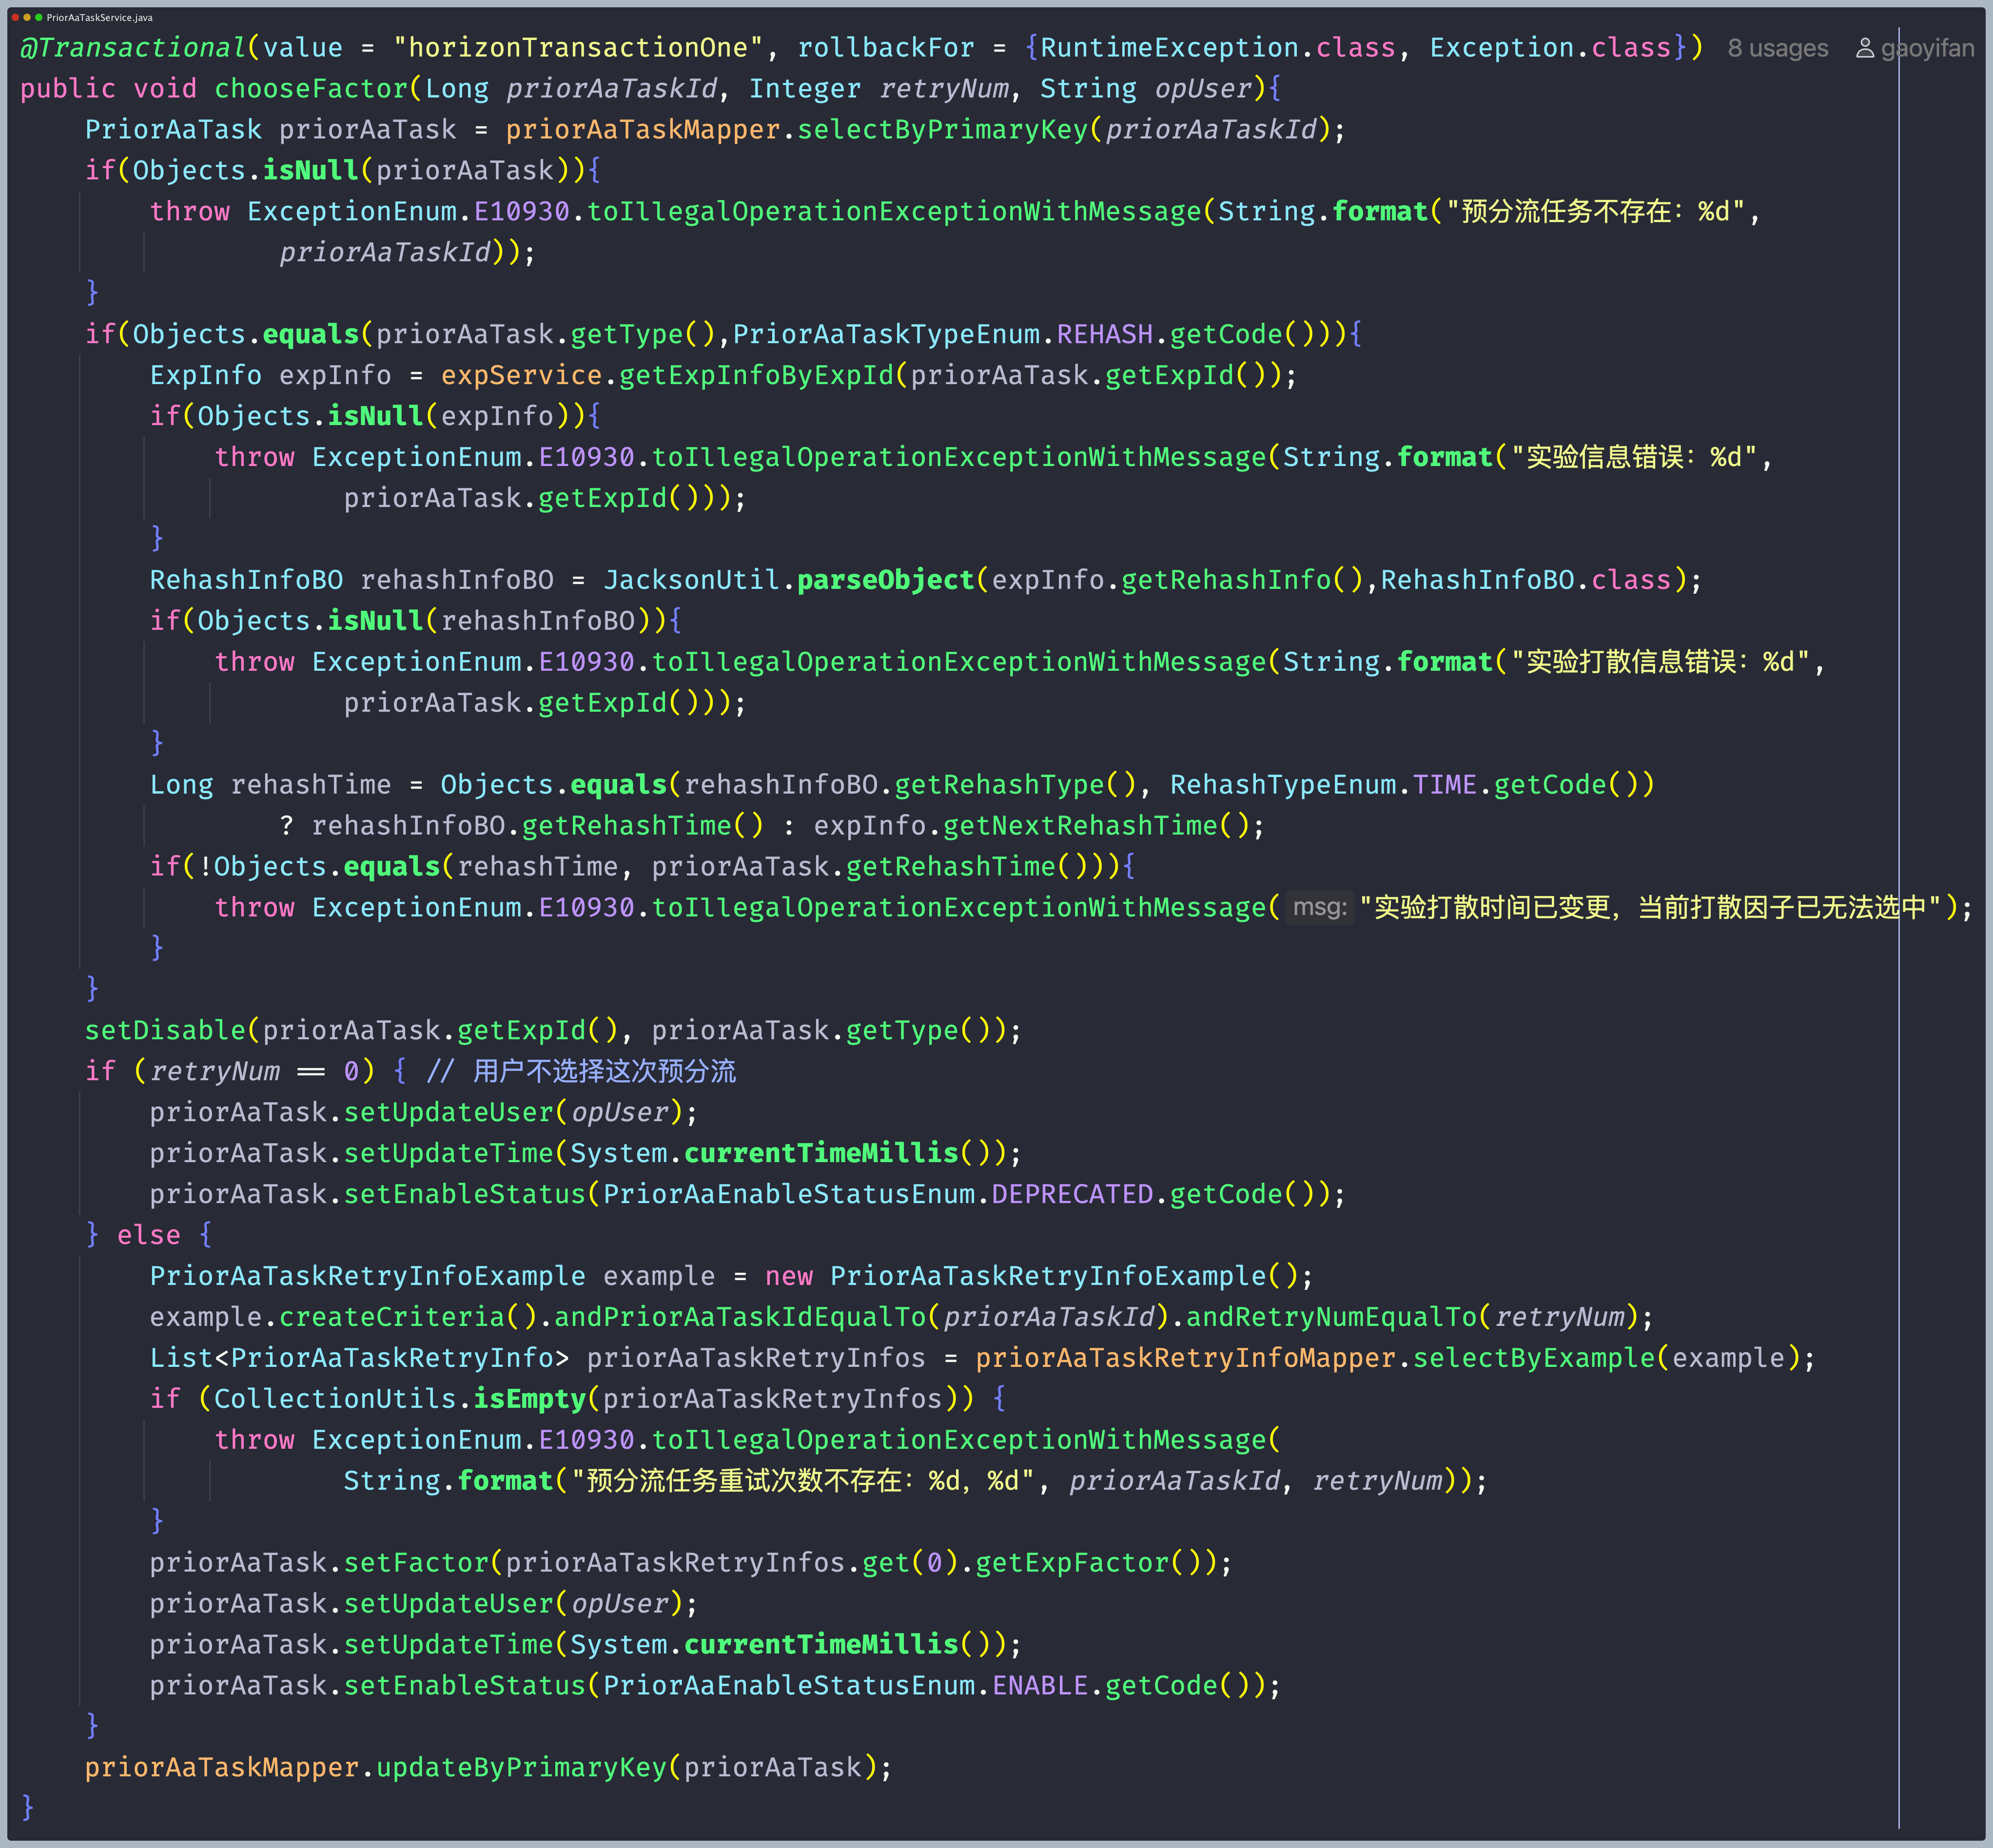 PriorAaTaskService.java
@Transactional(value = "horizonTransactionOne", rollbackFor = {RuntimeException.class, Exception.class}) 8 usages gaoyifan
public void chooseFactor(Long priorAaTaskId, Integer retryNum, String opUser){
    PriorAaTask priorAaTask = priorAaTaskMapper.selectByPrimaryKey(priorAaTaskId);
    if(Objects.isNull(priorAaTask)){
        throw ExceptionEnum.E10930.toIllegalOperationExceptionWithMessage(String.format("预分流任务不存在：%d",
                priorAaTaskId));
    }
    if(Objects.equals(priorAaTask.getType(),PriorAaTaskTypeEnum.REHASH.getCode())){
        ExpInfo expInfo = expService.getExpInfoByExpId(priorAaTask.getExpId());
        if(Objects.isNull(expInfo)){
            throw ExceptionEnum.E10930.toIllegalOperationExceptionWithMessage(String.format("实验信息错误：%d",
                    priorAaTask.getExpId()));
        }
        RehashInfoBO rehashInfoBO = JacksonUtil.parseObject(expInfo.getRehashInfo(),RehashInfoBO.class);
        if(Objects.isNull(rehashInfoBO)){
            throw ExceptionEnum.E10930.toIllegalOperationExceptionWithMessage(String.format("实验打散信息错误：%d",
                    priorAaTask.getExpId()));
        }
        Long rehashTime = Objects.equals(rehashInfoBO.getRehashType(), RehashTypeEnum.TIME.getCode())
                ? rehashInfoBO.getRehashTime() : expInfo.getNextRehashTime();
        if(!Objects.equals(rehashTime, priorAaTask.getRehashTime())){
            throw ExceptionEnum.E10930.toIllegalOperationExceptionWithMessage( msg: "实验打散时间已变更，当前打散因子已无法选中");
        }
    }
    setDisable(priorAaTask.getExpId(), priorAaTask.getType());
    if (retryNum == 0) { // 用户不选择这次预分流
        priorAaTask.setUpdateUser(opUser);
        priorAaTask.setUpdateTime(System.currentTimeMillis());
        priorAaTask.setEnableStatus(PriorAaEnableStatusEnum.DEPRECATED.getCode());
    } else {
        PriorAaTaskRetryInfoExample example = new PriorAaTaskRetryInfoExample();
        example.createCriteria().andPriorAaTaskIdEqualTo(priorAaTaskId).andRetryNumEqualTo(retryNum);
        List<PriorAaTaskRetryInfo> priorAaTaskRetryInfos = priorAaTaskRetryInfoMapper.selectByExample(example);
        if (CollectionUtils.isEmpty(priorAaTaskRetryInfos)) {
            throw ExceptionEnum.E10930.toIllegalOperationExceptionWithMessage(
                    String.format("预分流任务重试次数不存在：%d，%d", priorAaTaskId, retryNum));
        }
        priorAaTask.setFactor(priorAaTaskRetryInfos.get(0).getExpFactor());
        priorAaTask.setUpdateUser(opUser);
        priorAaTask.setUpdateTime(System.currentTimeMillis());
        priorAaTask.setEnableStatus(PriorAaEnableStatusEnum.ENABLE.getCode());
    }
    priorAaTaskMapper.updateByPrimaryKey(priorAaTask);
}